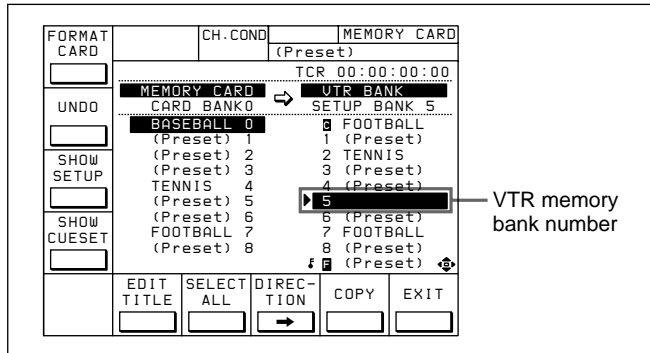 FORMAT CARD
CH.COND
MEMORY CARD
(Preset)
TCR 00:00:00:00
UNDO
MEMORY CARD
CARD BANK0
VTR BANK
SETUP BANK 5
BASEBALL 0
C FOOTBALL
(Preset) 1
1 (Preset)
(Preset) 2
2 TENNIS
SHOW SETUP
(Preset) 3
3 (Preset)
TENNIS 4
4 (Preset)
(Preset) 5
5
VTR memory bank number
SHOW CUESET
(Preset) 6
6 (Preset)
FOOTBALL 7
7 FOOTBALL
(Preset) 8
8 (Preset)
F (Preset)
EDIT TITLE
SELECT ALL
DIREC-
TION
COPY
EXIT